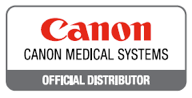 Canon
CANON MEDICAL SYSTEMS
OFFICIAL DISTRIBUTOR